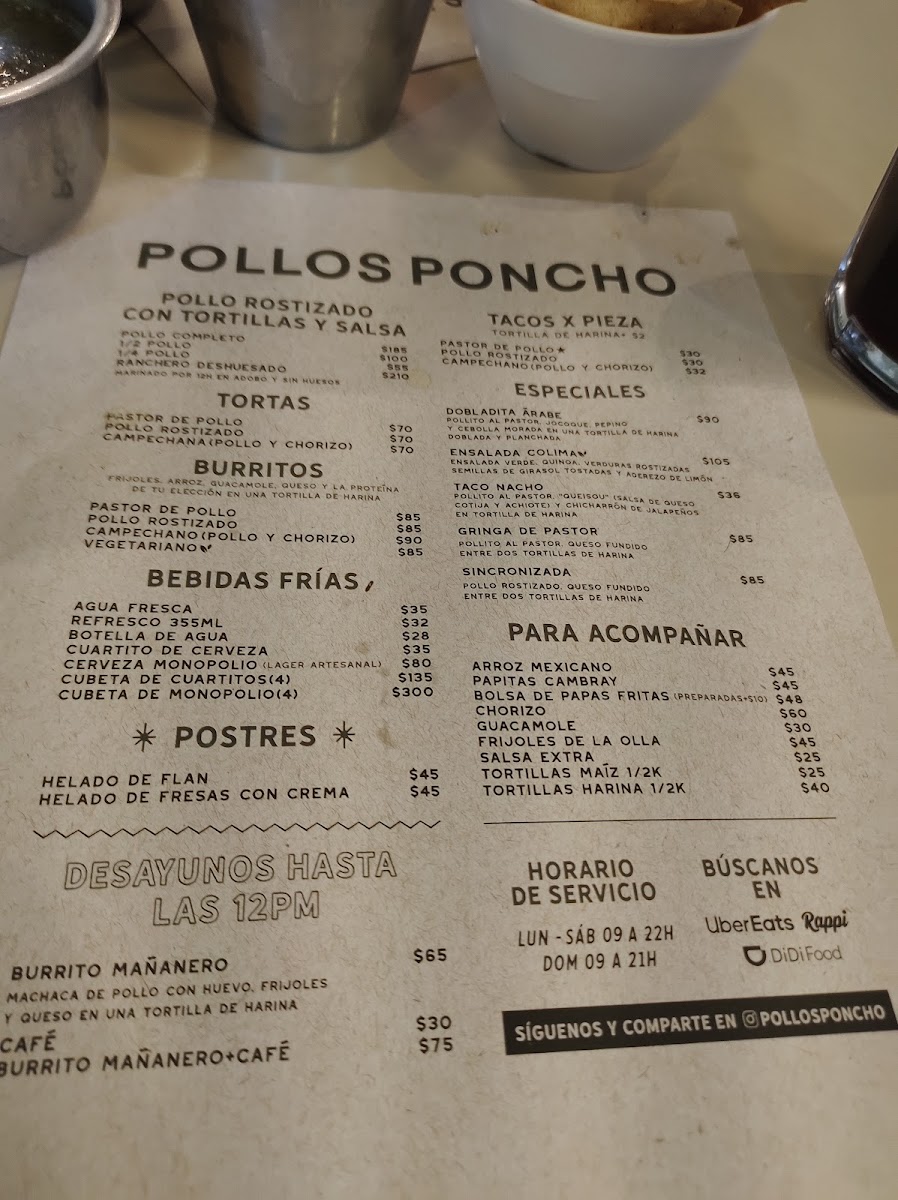 POLLOS PONCHO
POLLO ROSTIZADO
CON TORTILLAS Y SALSA
POLLO COMPLETO $185
1/2 POLLO $100
1/4 POLLO $55
RANCHERO DESHUESADO $210
MARINADO POR 12H EN ADOBO Y SIN HUESOS
TORTAS
PASTOR DE POLLO $70
POLLO ROSTIZADO $70
CAMPECHANA(POLLO Y CHORIZO) $70
BURRITOS
FRIJOLES, ARROZ, GUACAMOLE, QUESO Y LA PROTEÍNA
DE TU ELECCIÓN EN UNA TORTILLA DE HARINA
PASTOR DE POLLO $85
POLLO ROSTIZADO $85
CAMPECHANO(POLLO Y CHORIZO) $90
VEGETARIANO $85
BEBIDAS FRÍAS
AGUA FRESCA $35
REFRESCO 355ML $32
BOTELLA DE AGUA $28
CUARTITO DE CERVEZA $35
CERVEZA MONOPOLIO (LAGER ARTESANAL) $80
CUBETA DE CUARTITOS(4) $135
CUBETA DE MONOPOLIO(4) $300
POSTRES
HELADO DE FLAN $45
HELADO DE FRESAS CON CREMA $45
DESAYUNOS HASTA
LAS 12PM
BURRITO MAÑANERO $65
MACHACA DE POLLO CON HUEVO, FRIJOLES
Y QUESO EN UNA TORTILLA DE HARINA
CAFÉ $30
BURRITO MAÑANERO+CAFÉ $75
TACOS X PIEZA
TORTILLA DE HARINA+ $2
PASTOR DE POLLO★ $30
POLLO ROSTIZADO $30
CAMPECHANO(POLLO Y CHORIZO) $32
ESPECIALES
DOBLADITA ÁRABE $90
POLLITO AL PASTOR, JOCOQUE, PEPINO
Y CEBOLLA MORADA EN UNA TORTILLA DE HARINA
DOBLADA Y PLANCHADA
ENSALADA COLIMA $105
ENSALADA VERDE, QUINOA, VERDURAS ROSTIZADAS
SEMILLAS DE GIRASOL TOSTADAS Y ADEREZO DE LIMÓN
TACO NACHO $36
POLLITO AL PASTOR, "QUEISOU" (SALSA DE QUESO
COTIJA Y ACHIOTE) Y CHICHARRÓN DE JALAPEÑOS
EN TORTILLA DE HARINA
GRINGA DE PASTOR $85
POLLITO AL PASTOR, QUESO FUNDIDO
ENTRE DOS TORTILLAS DE HARINA
SINCRONIZADA $85
POLLO ROSTIZADO, QUESO FUNDIDO
ENTRE DOS TORTILLAS DE HARINA
PARA ACOMPAÑAR
ARROZ MEXICANO $45
PAPITAS CAMBRAY $45
BOLSA DE PAPAS FRITAS (PREPARADAS+$10) $48
CHORIZO $60
GUACAMOLE $30
FRIJOLES DE LA OLLA $45
SALSA EXTRA $25
TORTILLAS MAÍZ 1/2K $25
TORTILLAS HARINA 1/2K $40
HORARIO
DE SERVICIO
LUN - SÁB 09 A 22H
DOM 09 A 21H
BÚSCANOS
EN
UberEats Rappi
DiDi Food
SÍGUENOS Y COMPARTE EN @POLLOSPONCHO